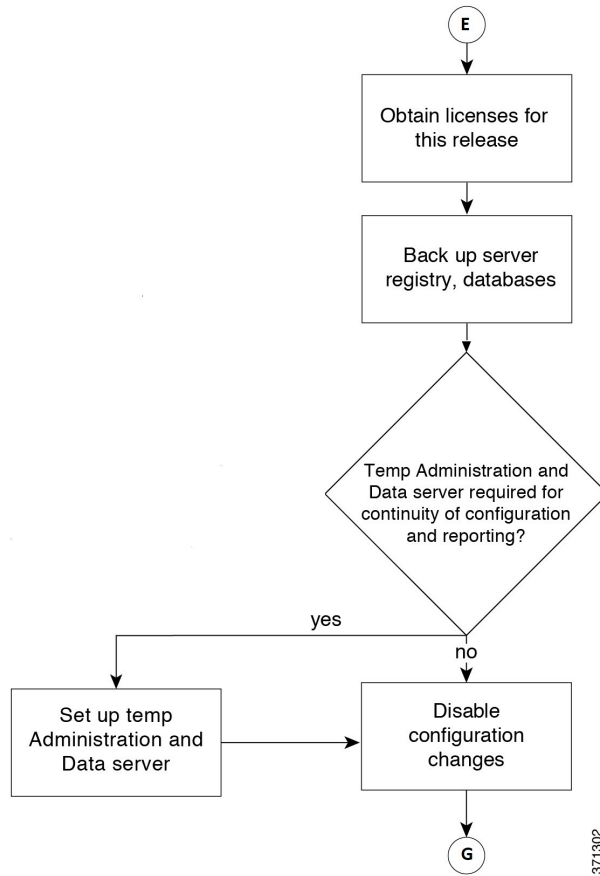 E
Obtain licenses for
this release
Back up server
registry, databases
Temp Administration and
Data server required for
continuity of configuration
and reporting?
yes
no
Set up temp
Administration and
Data server
Disable
configuration
changes
G
371302